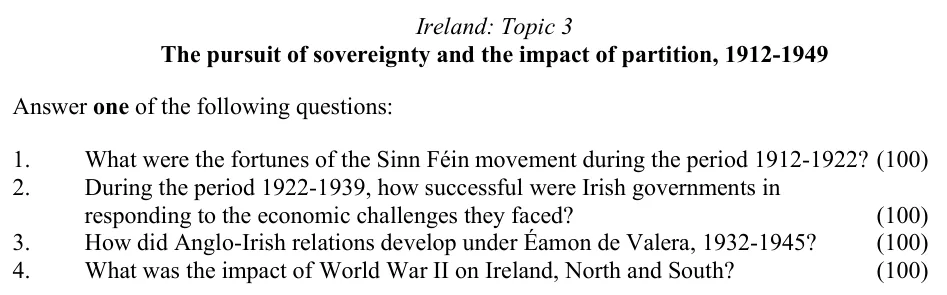 Ireland: Topic 3
The pursuit of sovereignty and the impact of partition, 1912-1949
Answer one of the following questions:
1. What were the fortunes of the Sinn Féin movement during the period 1912-1922? (100)
2. During the period 1922-1939, how successful were Irish governments in
responding to the economic challenges they faced? (100)
3. How did Anglo-Irish relations develop under Éamon de Valera, 1932-1945? (100)
4. What was the impact of World War II on Ireland, North and South? (100)